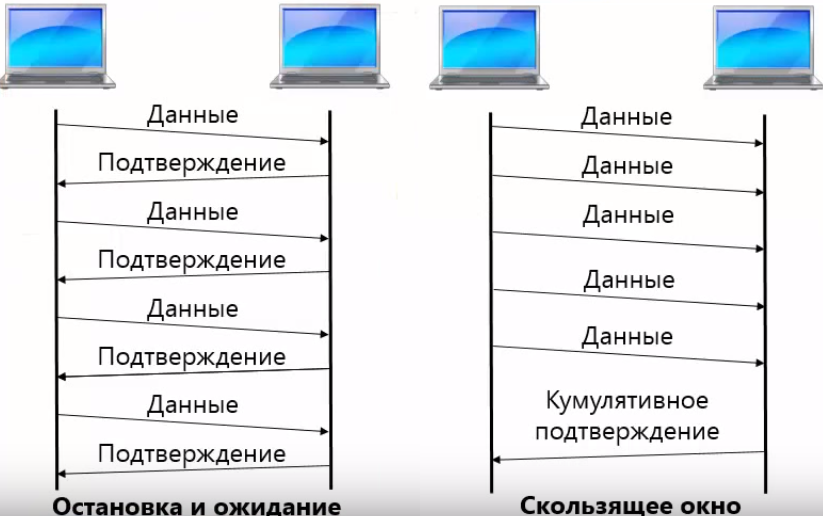 Данные
Подтверждение
Данные
Подтверждение
Данные
Подтверждение
Данные
Подтверждение
Остановка и ожидание
Данные
Данные
Данные
Данные
Данные
Кумулятивное
подтверждение
Скользящее окно